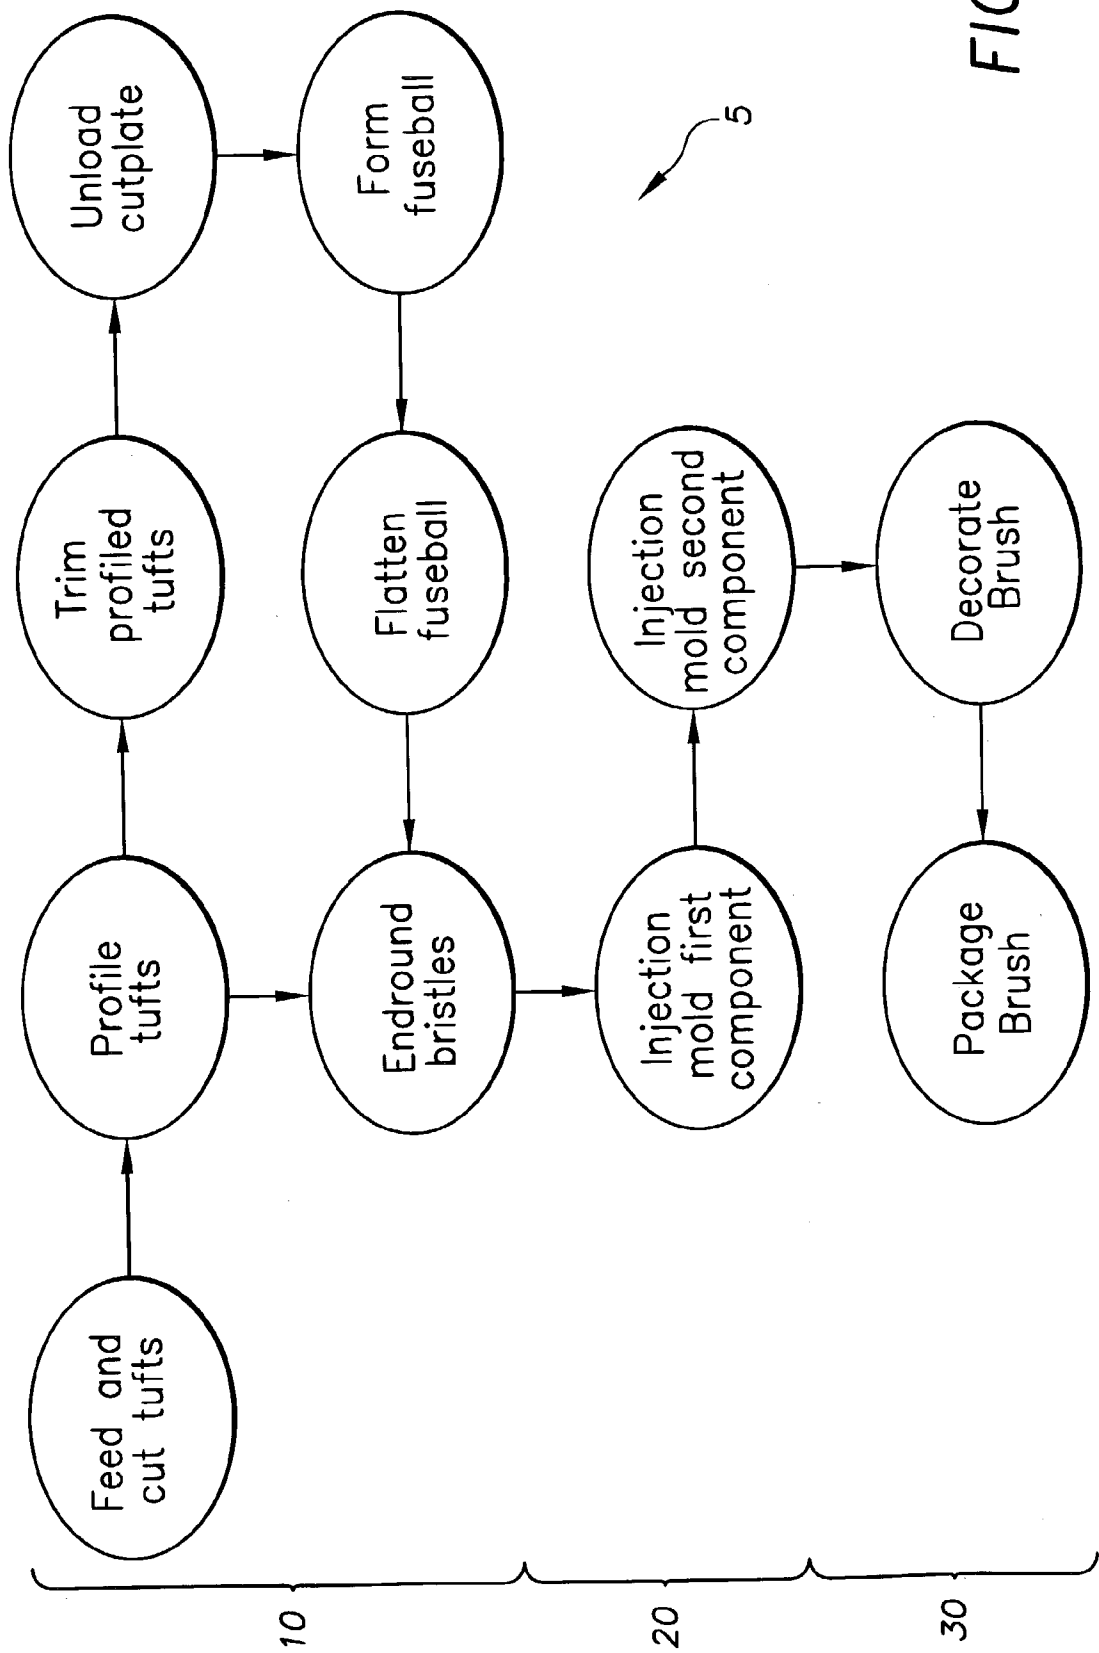 Feed and
cut tufts
Profile
tufts
Trim
profiled
tufts
Unload
cutplate
Endround
bristles
Flatten
fuseball
Form
fuseball
Injection
mold first
component
Injection
mold second
component
Package
Brush
Decorate
Brush
10
20
30
5